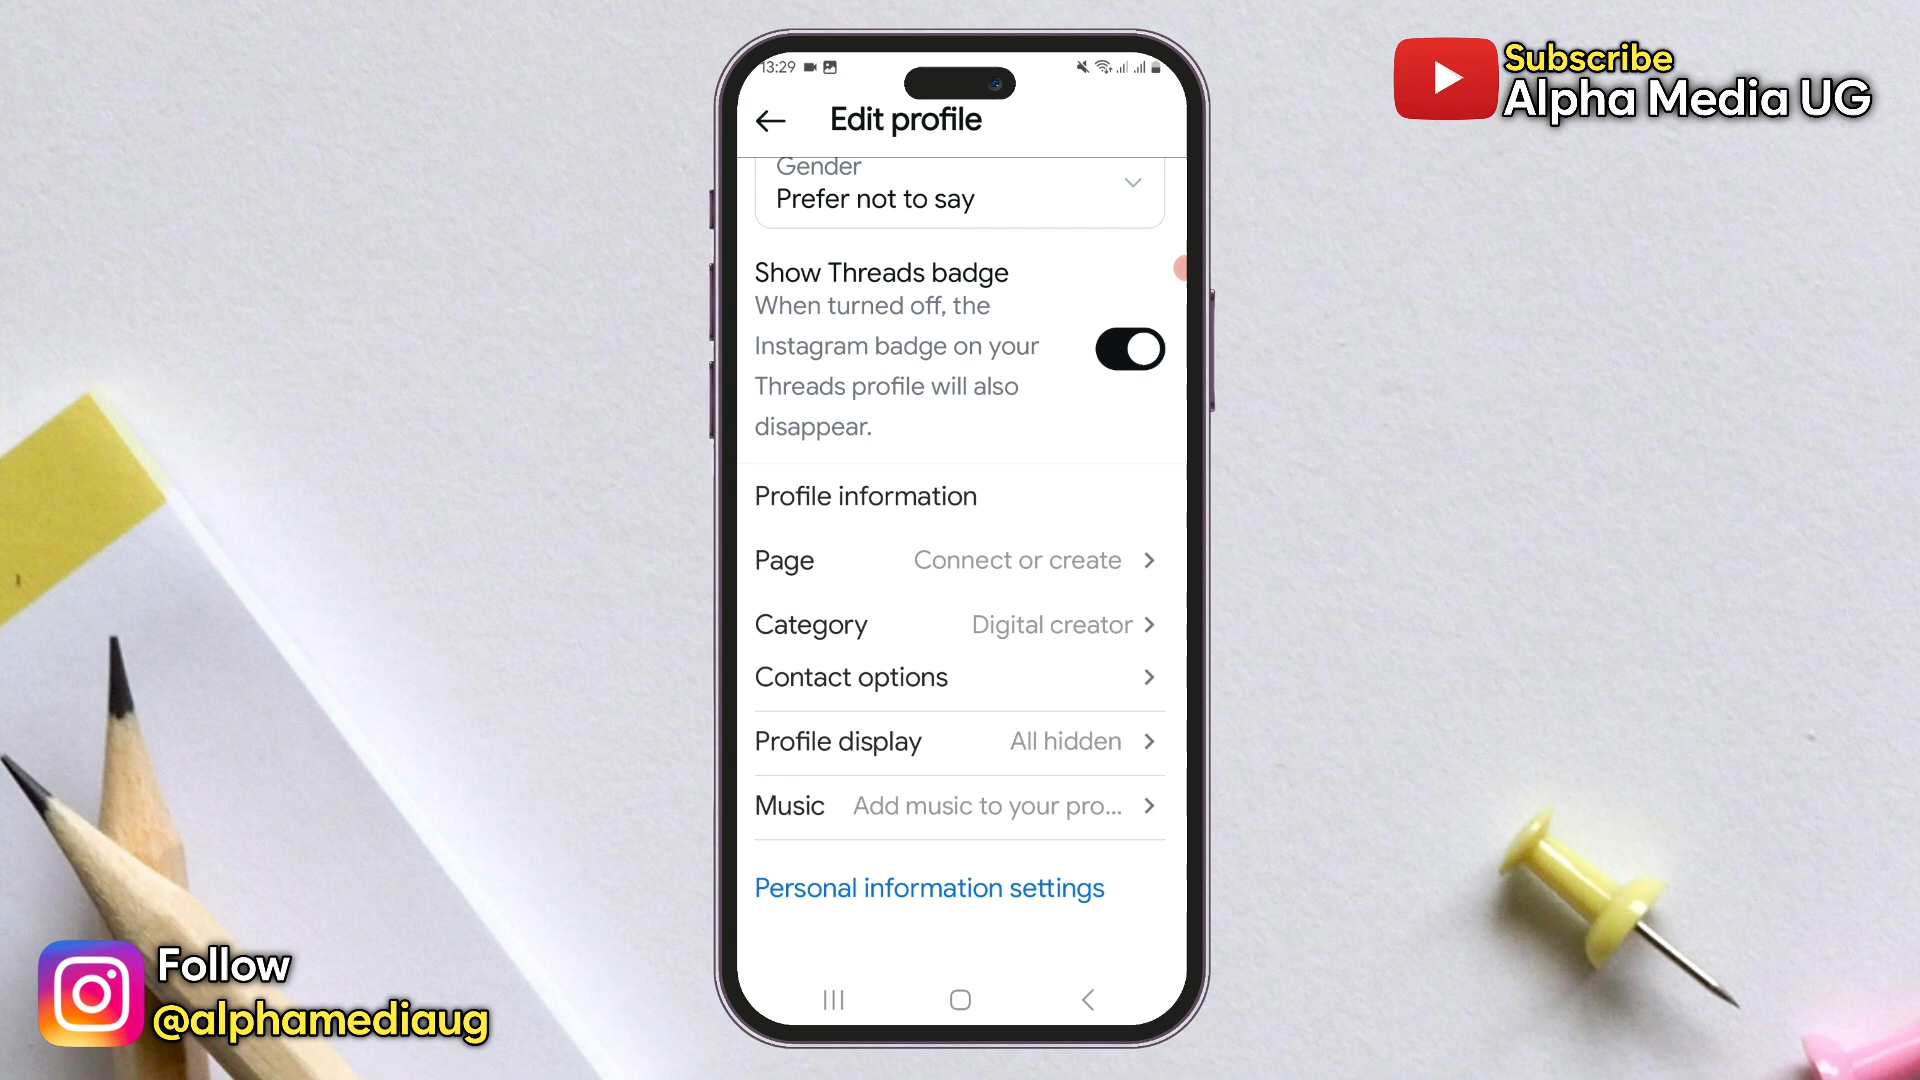 Subscribe
Alpha Media UG
13:29
Edit profile
Gender
Prefer not to say
Show Threads badge
When turned off, the
Instagram badge on your
Threads profile will also
disappear.
Profile information
Page Connect or create
Category Digital creator
Contact options
Profile display All hidden
Music Add music to your pro...
Personal information settings
Follow
@alphamediaug